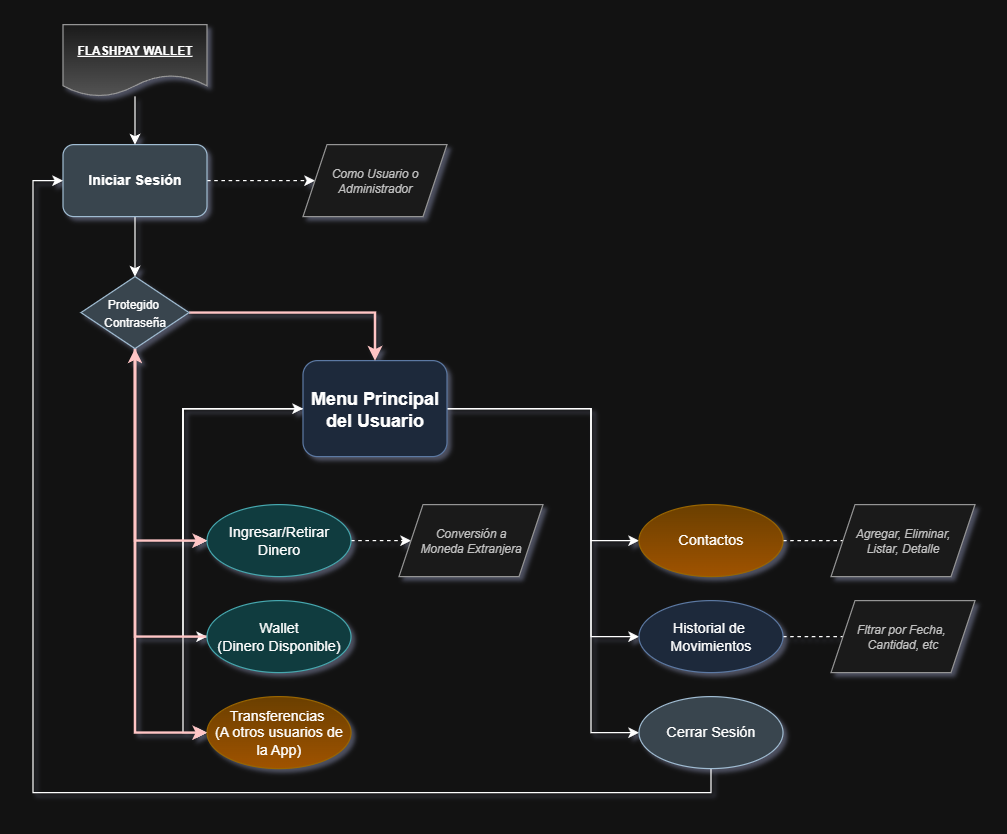 FLASHPAY WALLET
Iniciar Sesión
Como Usuario o
Administrador
Protegido
Contraseña
Menu Principal
del Usuario
Ingresar/Retirar
Dinero
Conversión a
Moneda Extranjera
Contactos
Agregar, Eliminar,
Listar, Detalle
Wallet
(Dinero Disponible)
Historial de
Movimientos
Fltrar por Fecha,
Cantidad, etc
Transferencias
(A otros usuarios de
la App)
Cerrar Sesión